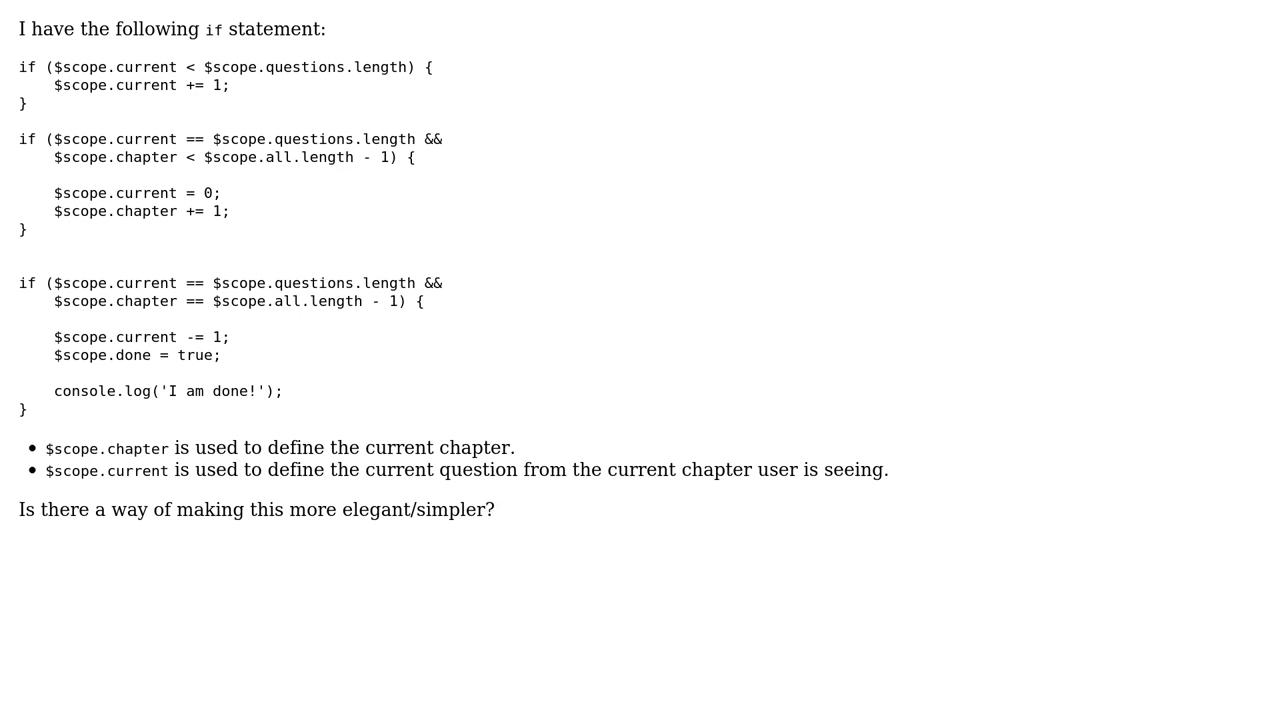 I have the following if statement:
if ($scope.current < $scope.questions.length) {
    $scope.current += 1;
}
if ($scope.current == $scope.questions.length &&
    $scope.chapter < $scope.all.length - 1) {
    $scope.current = 0;
    $scope.chapter += 1;
}
if ($scope.current == $scope.questions.length &&
    $scope.chapter == $scope.all.length - 1) {
    $scope.current -= 1;
    $scope.done = true;
    console.log('I am done!');
}
• $scope.chapter is used to define the current chapter.
• $scope.current is used to define the current question from the current chapter user is seeing.
Is there a way of making this more elegant/simpler?